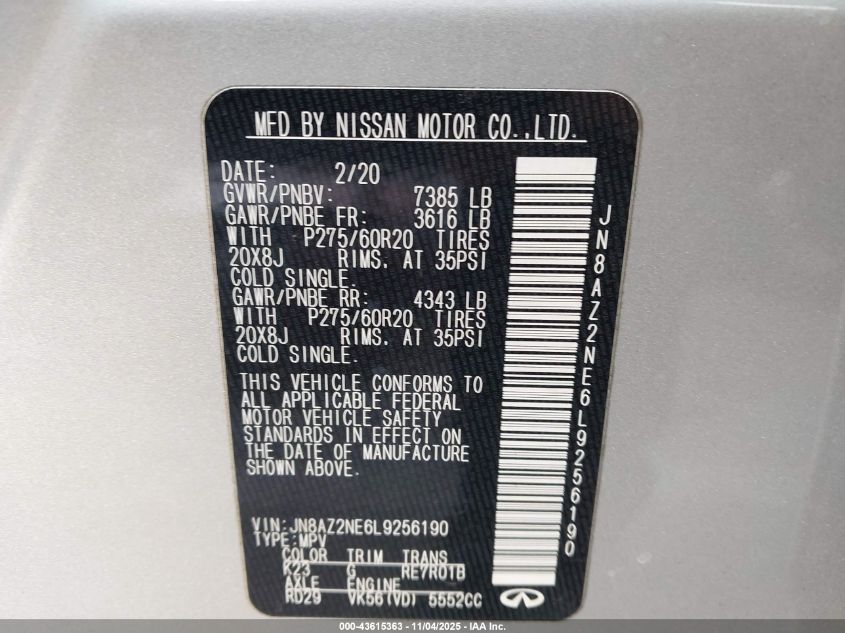 MFD BY NISSAN MOTOR CO.,LTD.
DATE: 2/20
GVWR/PNBV: 7385 LB
GAWR/PNBE FR: 3616 LB
WITH P275/60R20 TIRES
20X8J RIMS. AT 35PSI
COLD SINGLE.
GAWR/PNBE RR: 4343 LB
WITH P275/60R20 TIRES
20X8J RIMS. AT 35PSI
COLD SINGLE.
THIS VEHICLE CONFORMS TO
ALL APPLICABLE FEDERAL
MOTOR VEHICLE SAFETY
STANDARDS IN EFFECT ON
THE DATE OF MANUFACTURE
SHOWN ABOVE.
VIN:JN8AZ2NE6L9256190
TYPE:MPV
COLOR TRIM TRANS
K23 G RE7R01B
AXLE ENGINE
RD29 VK56(VD) 5552CC
JN8AZ2NE6L9256190
000-43615363 - 11/04/2025 - IAA Inc.